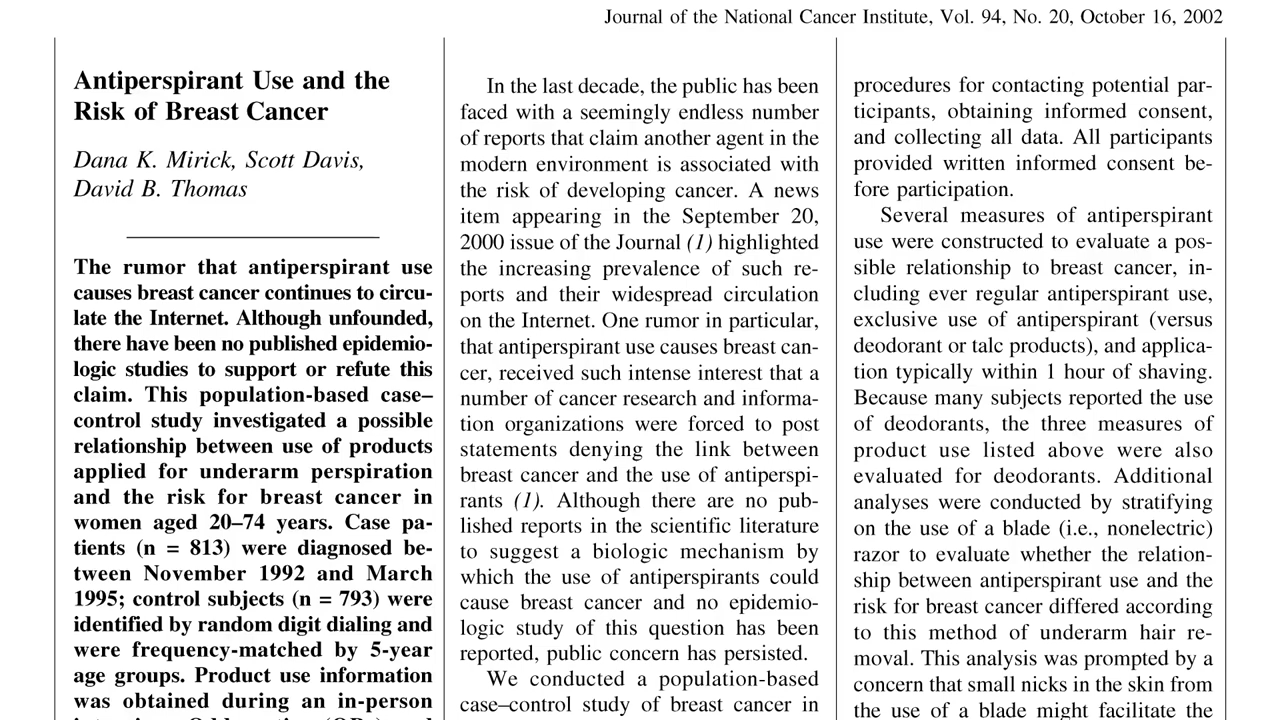 Journal of the National Cancer Institute, Vol. 94, No. 20, October 16, 2002
Antiperspirant Use and the
Risk of Breast Cancer
Dana K. Mirick, Scott Davis,
David B. Thomas
The rumor that antiperspirant use
causes breast cancer continues to circu-
late the Internet. Although unfounded,
there have been no published epidemio-
logic studies to support or refute this
claim. This population-based case–
control study investigated a possible
relationship between use of products
applied for underarm perspiration
and the risk for breast cancer in
women aged 20–74 years. Case pa-
tients (n = 813) were diagnosed be-
tween November 1992 and March
1995; control subjects (n = 793) were
identified by random digit dialing and
were frequency-matched by 5-year
age groups. Product use information
was obtained during an in-person
In the last decade, the public has been
faced with a seemingly endless number
of reports that claim another agent in the
modern environment is associated with
the risk of developing cancer. A news
item appearing in the September 20,
2000 issue of the Journal (1) highlighted
the increasing prevalence of such re-
ports and their widespread circulation
on the Internet. One rumor in particular,
that antiperspirant use causes breast can-
cer, received such intense interest that a
number of cancer research and informa-
tion organizations were forced to post
statements denying the link between
breast cancer and the use of antiperspi-
rants (1). Although there are no pub-
lished reports in the scientific literature
to suggest a biologic mechanism by
which the use of antiperspirants could
cause breast cancer and no epidemio-
logic study of this question has been
reported, public concern has persisted.
We conducted a population-based
case–control study of breast cancer in
procedures for contacting potential par-
ticipants, obtaining informed consent,
and collecting all data. All participants
provided written informed consent be-
fore participation.
Several measures of antiperspirant
use were constructed to evaluate a pos-
sible relationship to breast cancer, in-
cluding ever regular antiperspirant use,
exclusive use of antiperspirant (versus
deodorant or talc products), and applica-
tion typically within 1 hour of shaving.
Because many subjects reported the use
of deodorants, the three measures of
product use listed above were also
evaluated for deodorants. Additional
analyses were conducted by stratifying
on the use of a blade (i.e., nonelectric)
razor to evaluate whether the relation-
ship between antiperspirant use and the
risk for breast cancer differed according
to this method of underarm hair re-
moval. This analysis was prompted by a
concern that small nicks in the skin from
the use of a blade might facilitate the